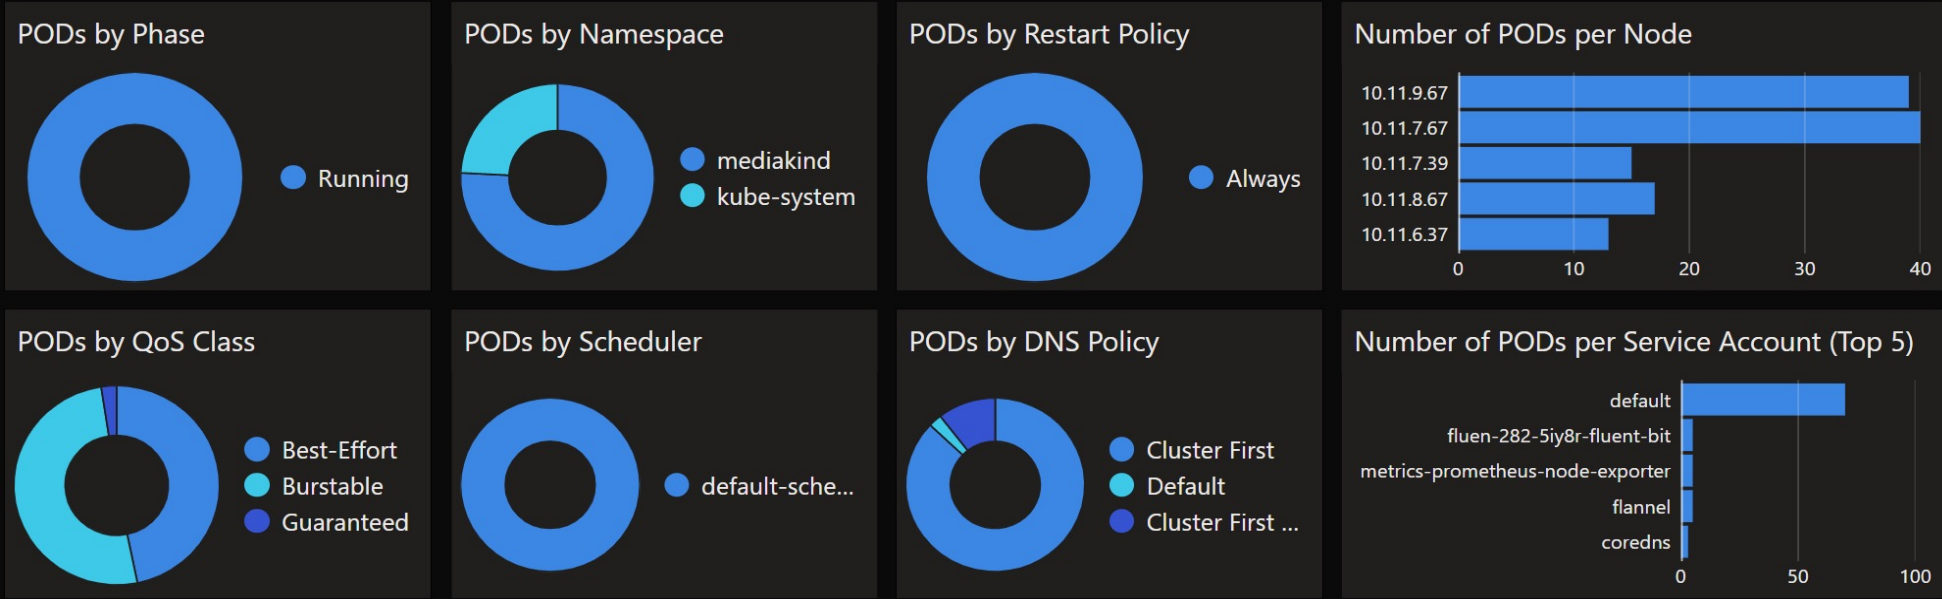 PODs by Phase
Running
PODs by Namespace
mediakind
kube-system
PODs by Restart Policy
Always
Number of PODs per Node
10.11.9.67
10.11.7.67
10.11.7.39
10.11.8.67
10.11.6.37
0 10 20 30 40
PODs by QoS Class
Best-Effort
Burstable
Guaranteed
PODs by Scheduler
default-sche...
PODs by DNS Policy
Cluster First
Default
Cluster First ...
Number of PODs per Service Account (Top 5)
default
fluen-282-5iy8r-fluent-bit
metrics-prometheus-node-exporter
flannel
coredns
0 50 100